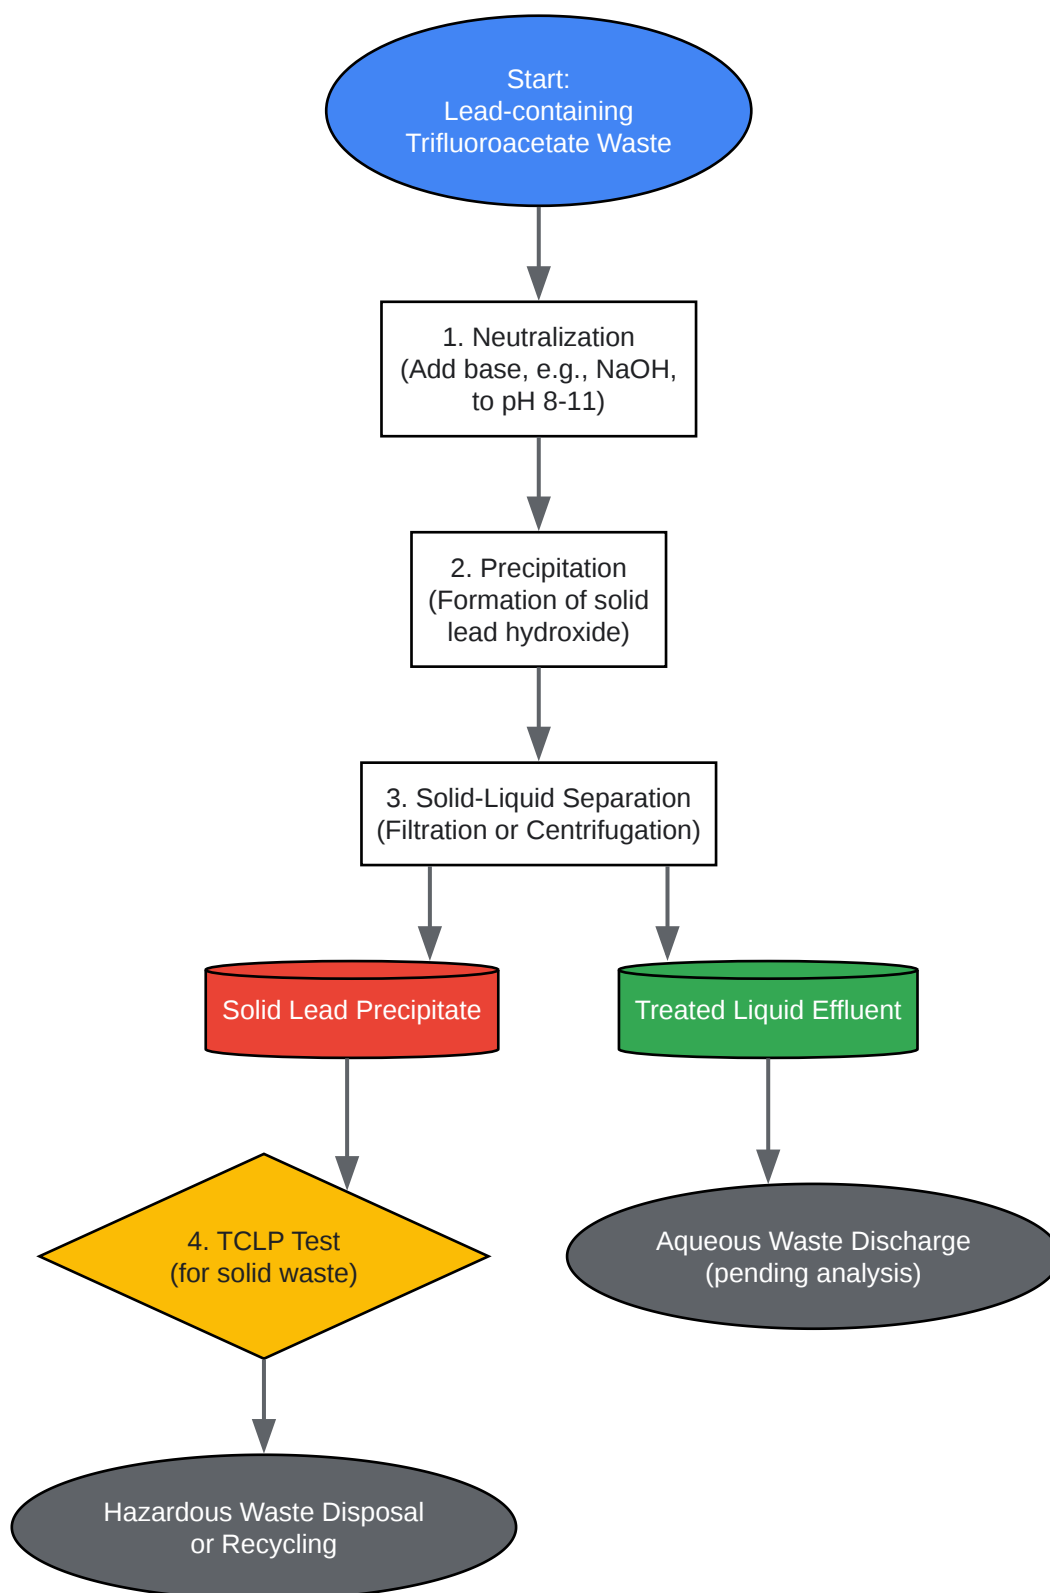 Start:
Lead-containing
Trifluoroacetate Waste
1. Neutralization
(Add base, e.g., NaOH,
to pH 8-11)
2. Precipitation
(Formation of solid
lead hydroxide)
3. Solid-Liquid Separation
(Filtration or Centrifugation)
Solid Lead Precipitate
Treated Liquid Effluent
4. TCLP Test
(for solid waste)
Aqueous Waste Discharge
(pending analysis)
Hazardous Waste Disposal
or Recycling